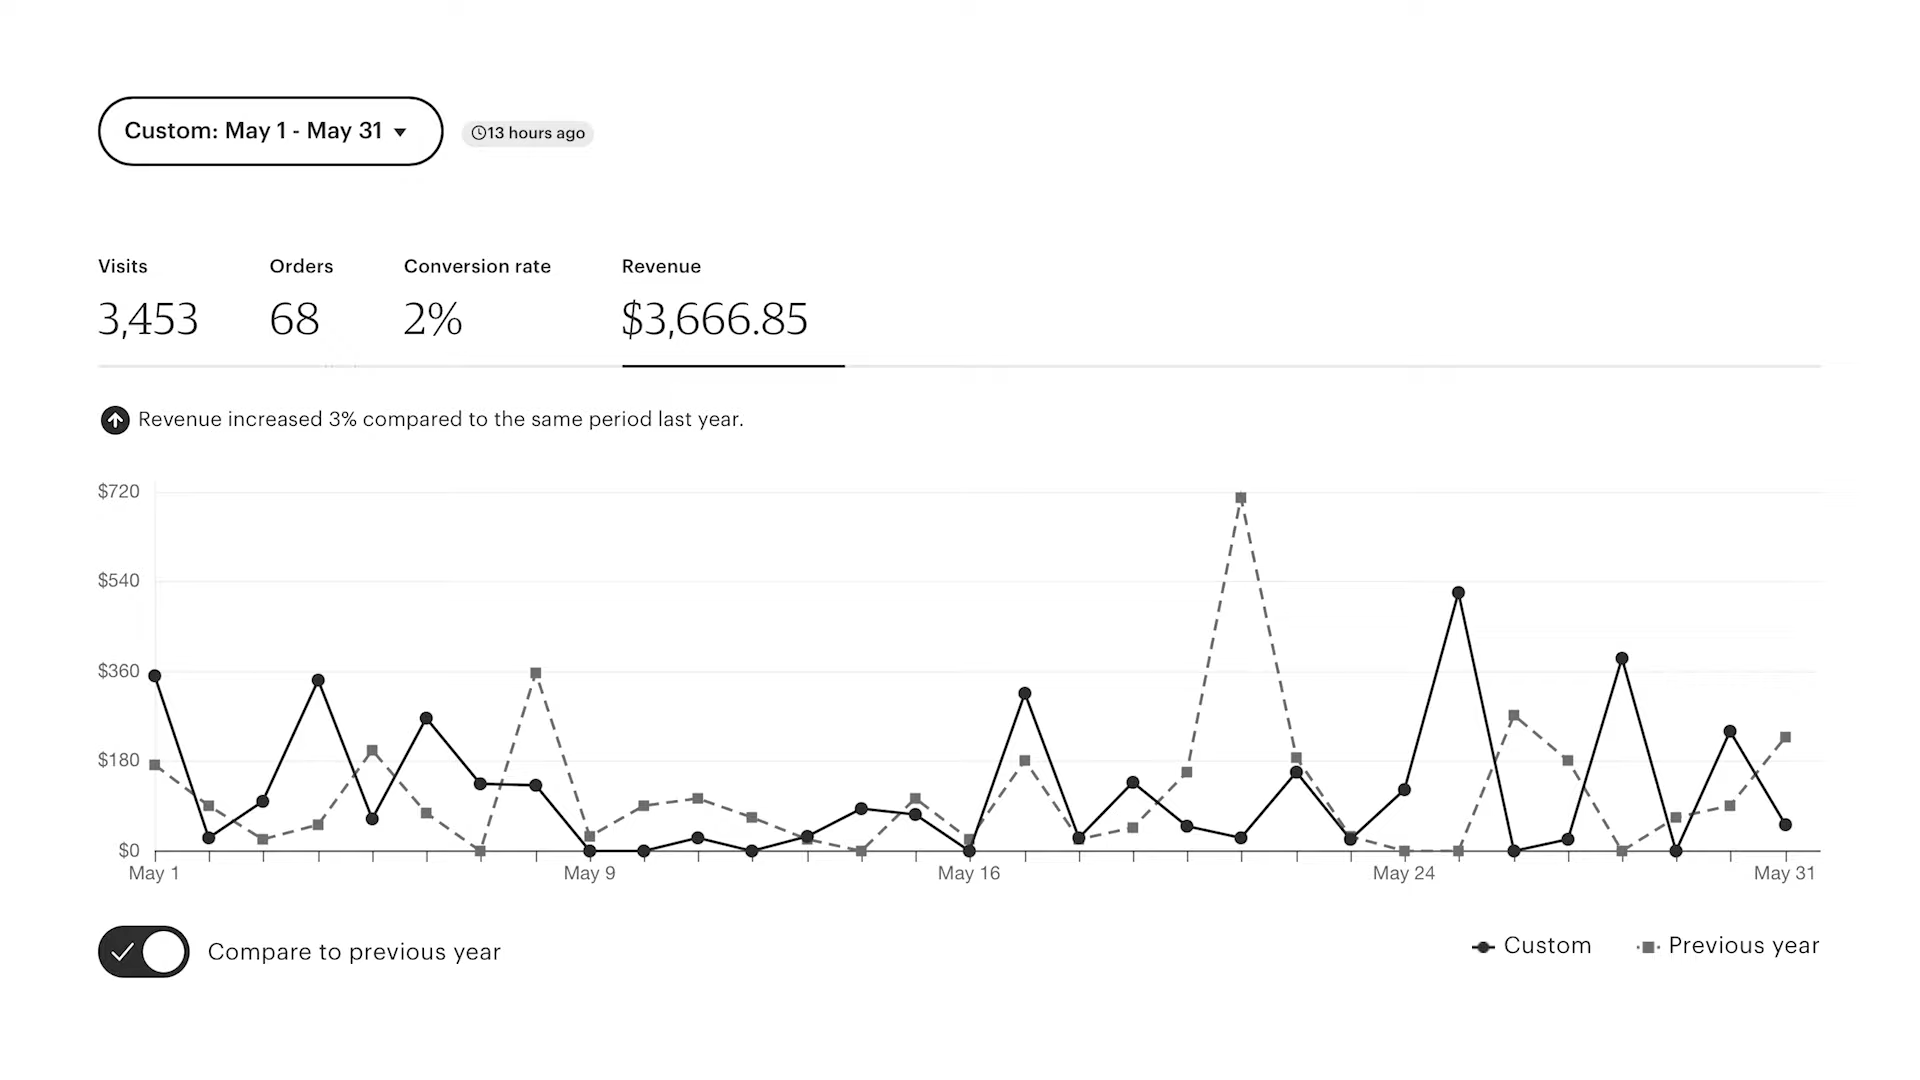 Custom: May 1 - May 31
13 hours ago
Visits
Orders
Conversion rate
Revenue
3,453
68
2%
$3,666.85
Revenue increased 3% compared to the same period last year.
$720
$540
$360
$180
$0
May 1
May 9
May 16
May 24
May 31
Compare to previous year
Custom
Previous year